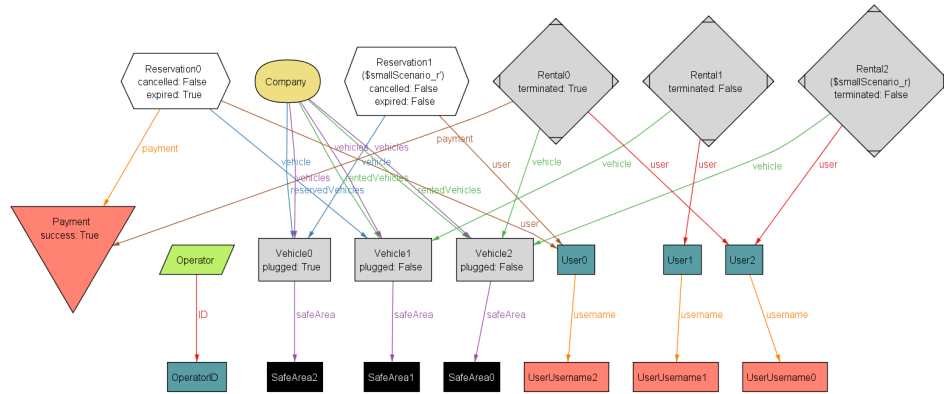 Reservation0
cancelled: False
expired: True
Company
Reservation1
($smallScenario_r')
cancelled: False
expired: False
Rental0
terminated: True
Rental1
terminated: False
Rental2
($smallScenario_r)
terminated: False
payment
vehicle
vehicles
reservedVehicles
vehicles
vehicle
vehicles
rentedVehicles
rentedVehicles
payment
user
vehicle
user
user
vehicle
user
user
Payment
success: True
Operator
Vehicle0
plugged: True
Vehicle1
plugged: False
Vehicle2
plugged: False
User0
User1
User2
ID
safeArea
safeArea
safeArea
username
username
username
OperatorID
SafeArea2
SafeArea1
SafeArea0
UserUsername2
UserUsername1
UserUsername0